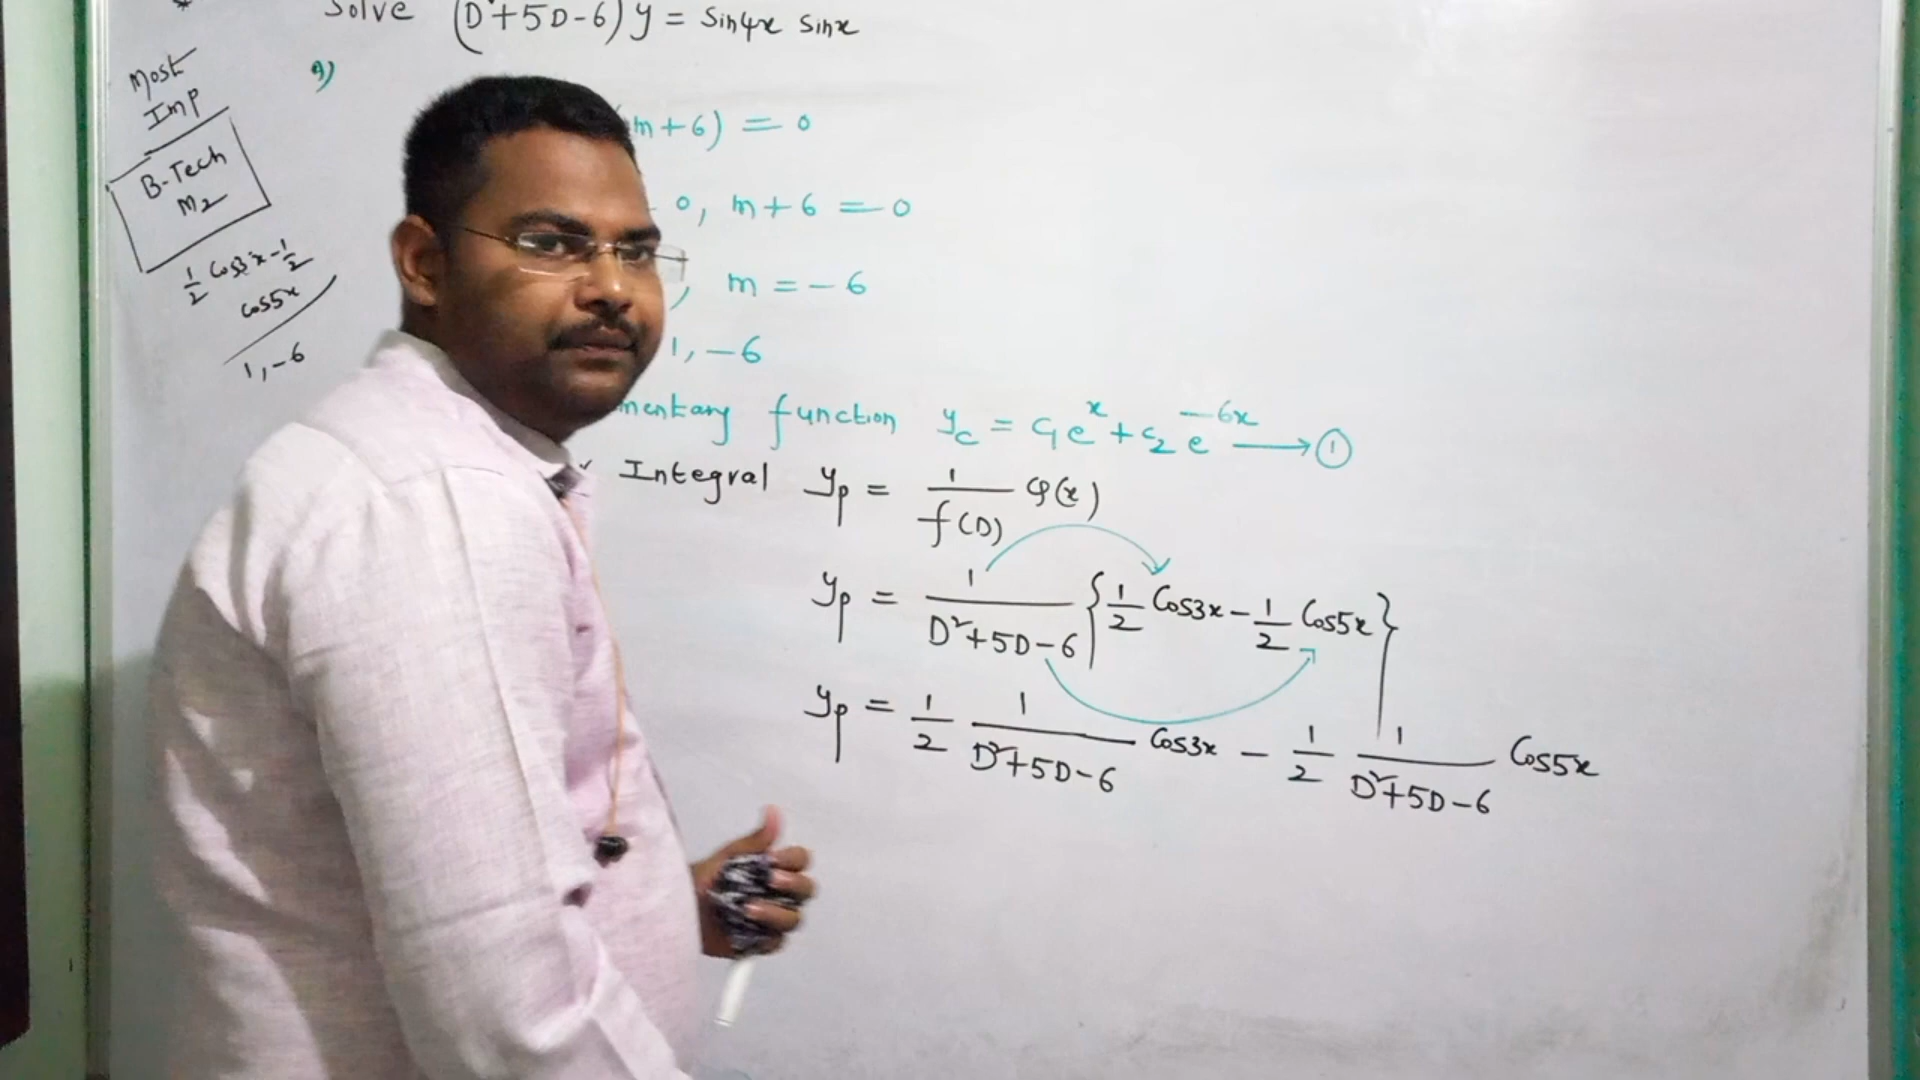 Solve (D²+5D-6)y = Sin4x sinx
Most
Imp
B-Tech
M2
½ Cos3x - ½
cos5x
1, -6
m+6) = 0
0, m+6 = 0
, m = -6
1, -6
mentary function y_c = c₁e^x + c₂e^{-6x} → ①
Integral y_p = 1/f(D) φ(x)
y_p = 1/(D²+5D-6) {½ Cos3x - ½ Cos5x}
y_p = ½ 1/(D²+5D-6) Cos3x - ½ 1/(D²+5D-6) Cos5x